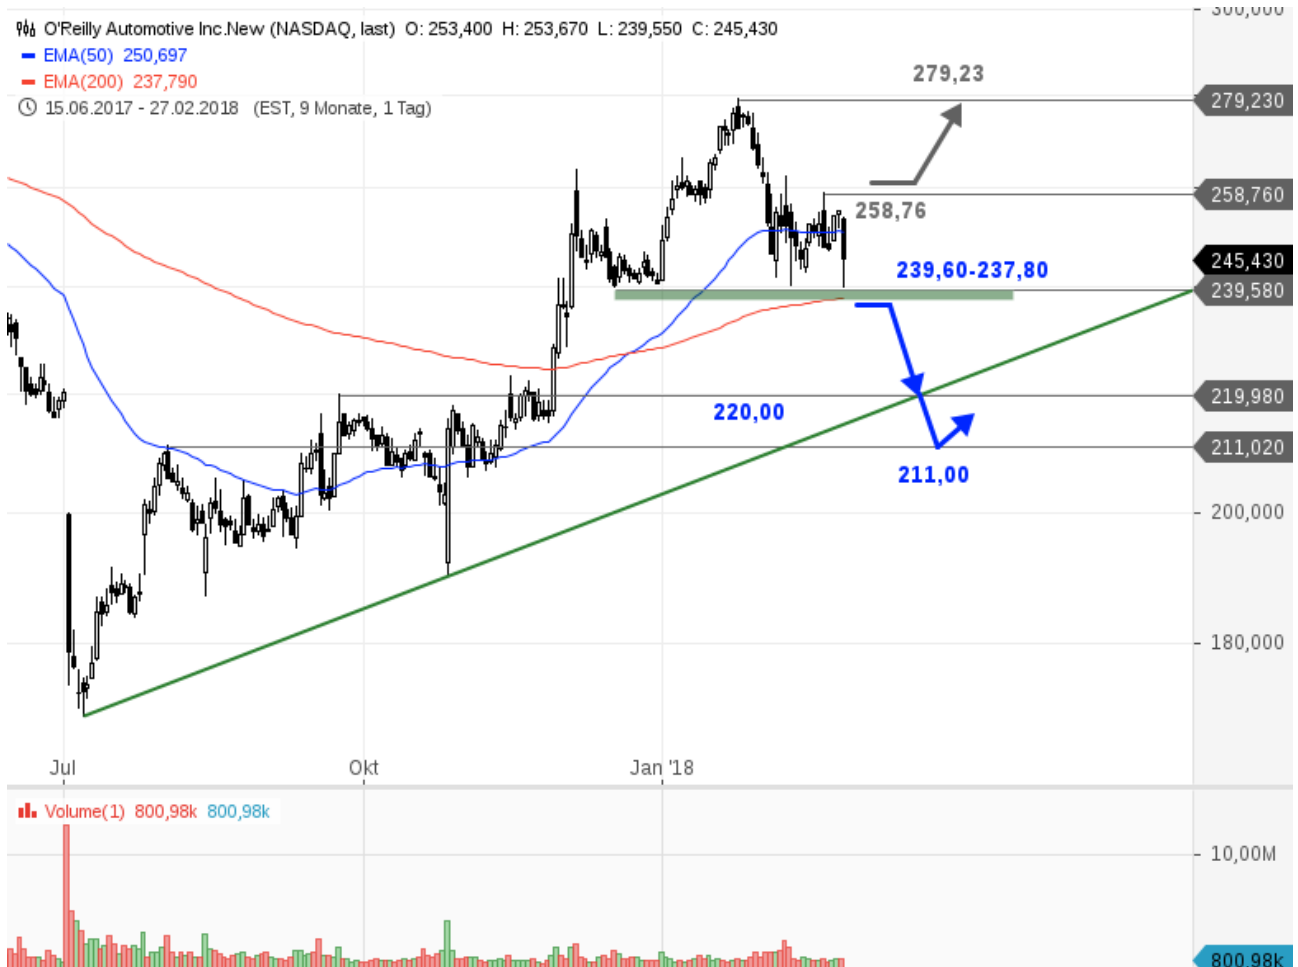 O'Reilly Automotive Inc.New (NASDAQ, last) O: 253,400 H: 253,670 L: 239,550 C: 245,430
EMA(50) 250,697
EMA(200) 237,790
15.06.2017 - 27.02.2018 (EST, 9 Monate, 1 Tag)
300,000
279,23
279,230
258,760
258,76
245,430
239,60-237,80
239,580
219,980
220,00
211,020
211,00
200,000
180,000
Jul
Okt
Jan '18
Volume(1) 800,98k 800,98k
10,00M
800,98k